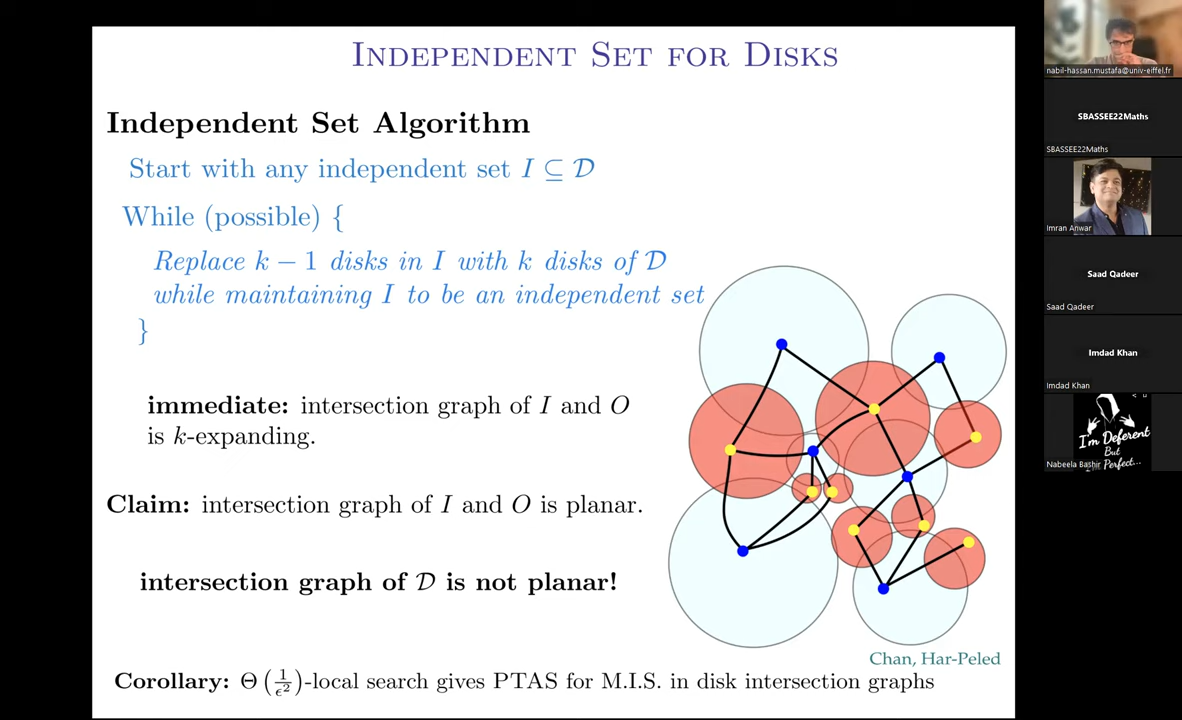 INDEPENDENT SET FOR DISKS
Independent Set Algorithm
Start with any independent set I ⊆ 𝒟
While (possible) {
Replace k − 1 disks in I with k disks of 𝒟
while maintaining I to be an independent set
}
immediate: intersection graph of I and O
is k-expanding.
Claim: intersection graph of I and O is planar.
intersection graph of 𝒟 is not planar!
Chan, Har-Peled
Corollary: Θ(1/ϵ²)-local search gives PTAS for M.I.S. in disk intersection graphs
nabil-hassan.mustafa@univ-eiffel.fr
SBASSEE22Maths
SBASSEE22Maths
Imran Anwar
Saad Qadeer
Saad Qadeer
Imdad Khan
Imdad Khan
I'm Deferent
But
Perfect...
Nabeela Bashir